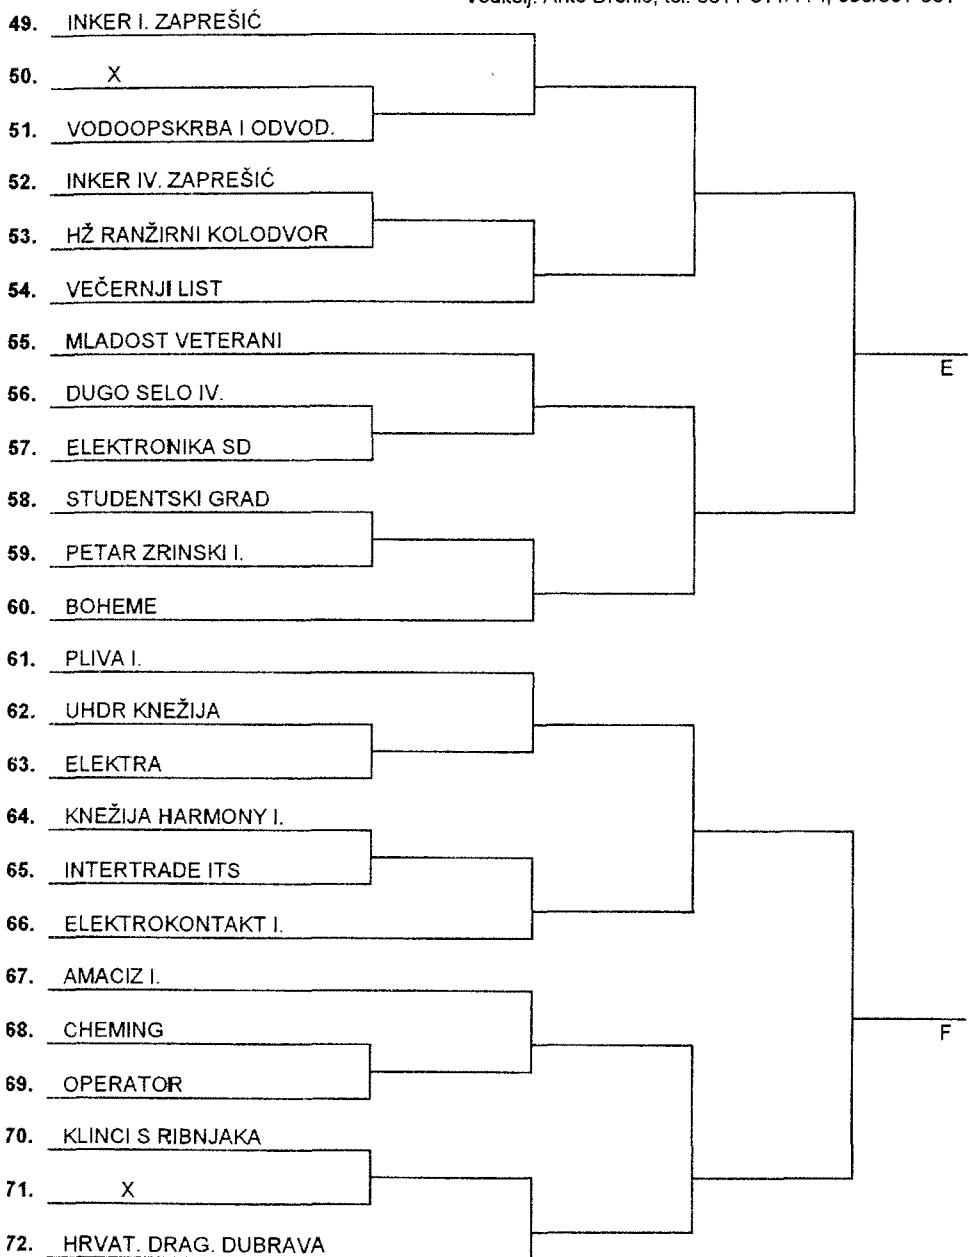 49. INKER I. ZAPREŠIĆ
50. X
51. VODOOPSKRBA I ODVOD.
52. INKER IV. ZAPREŠIĆ
53. HŽ RANŽIRNI KOLODVOR
54. VEČERNJI LIST
55. MLADOST VETERANI
56. DUGO SELO IV.
57. ELEKTRONIKA SD
58. STUDENTSKI GRAD
59. PETAR ZRINSKI I.
60. BOHEME
E
61. PLIVA I.
62. UHDR KNEŽIJA
63. ELEKTRA
64. KNEŽIJA HARMONY I.
65. INTERTRADE ITS
66. ELEKTROKONTAKT I.
67. AMACIZ I.
68. CHEMING
69. OPERATOR
70. KLINCI S RIBNJAKA
71. X
72. HRVAT. DRAG. DUBRAVA
F